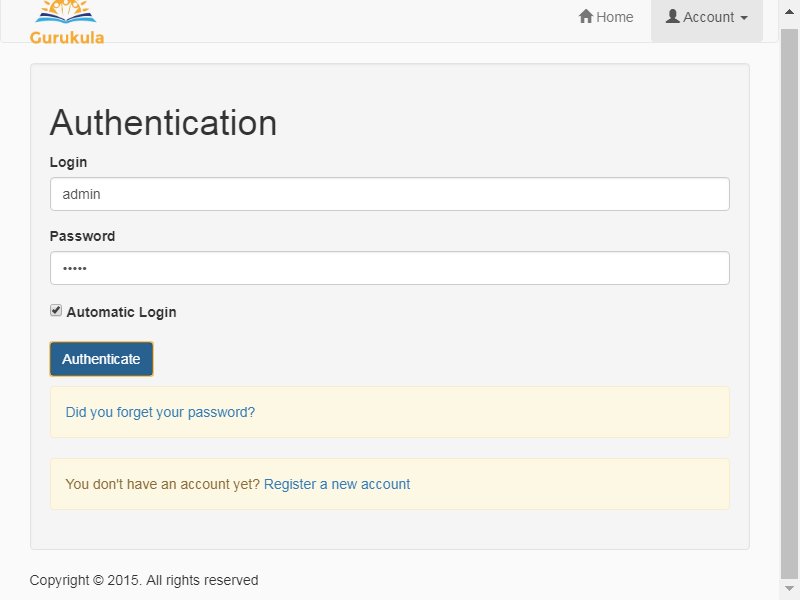 Home
Account
Gurukula
Authentication
Login
admin
Password
•••••
Automatic Login
Authenticate
Did you forget your password?
You don't have an account yet? Register a new account
Copyright © 2015. All rights reserved